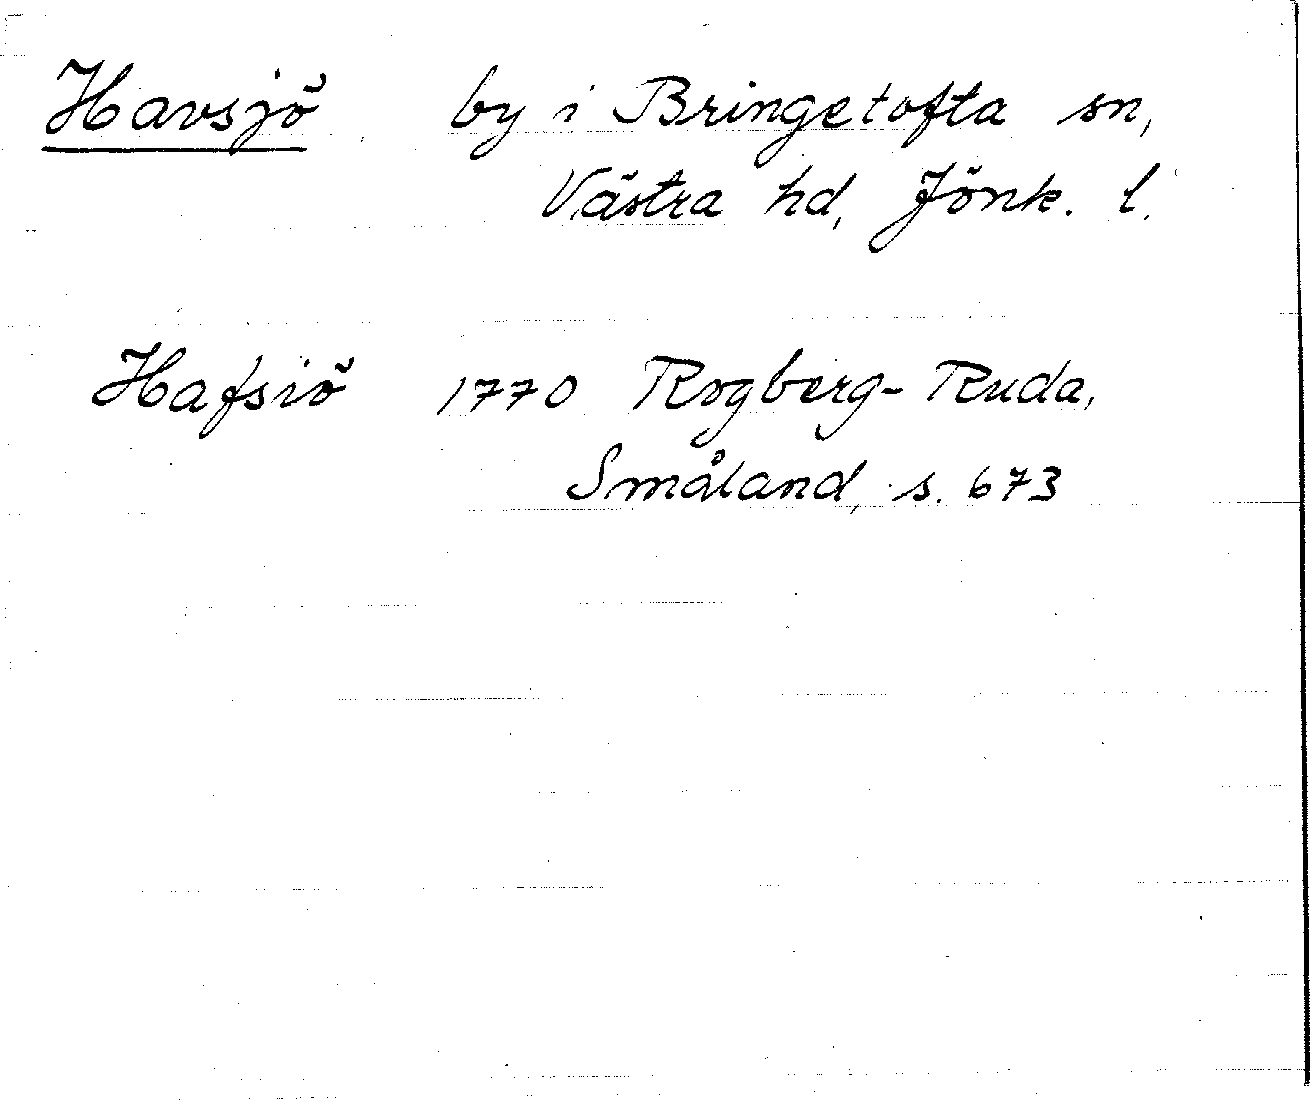 Havsjö by i Bringetofta sn,
Västra hd, Jönk. l.
Hafsiö 1770 Rogberg-Ruda,
Småland, s. 673